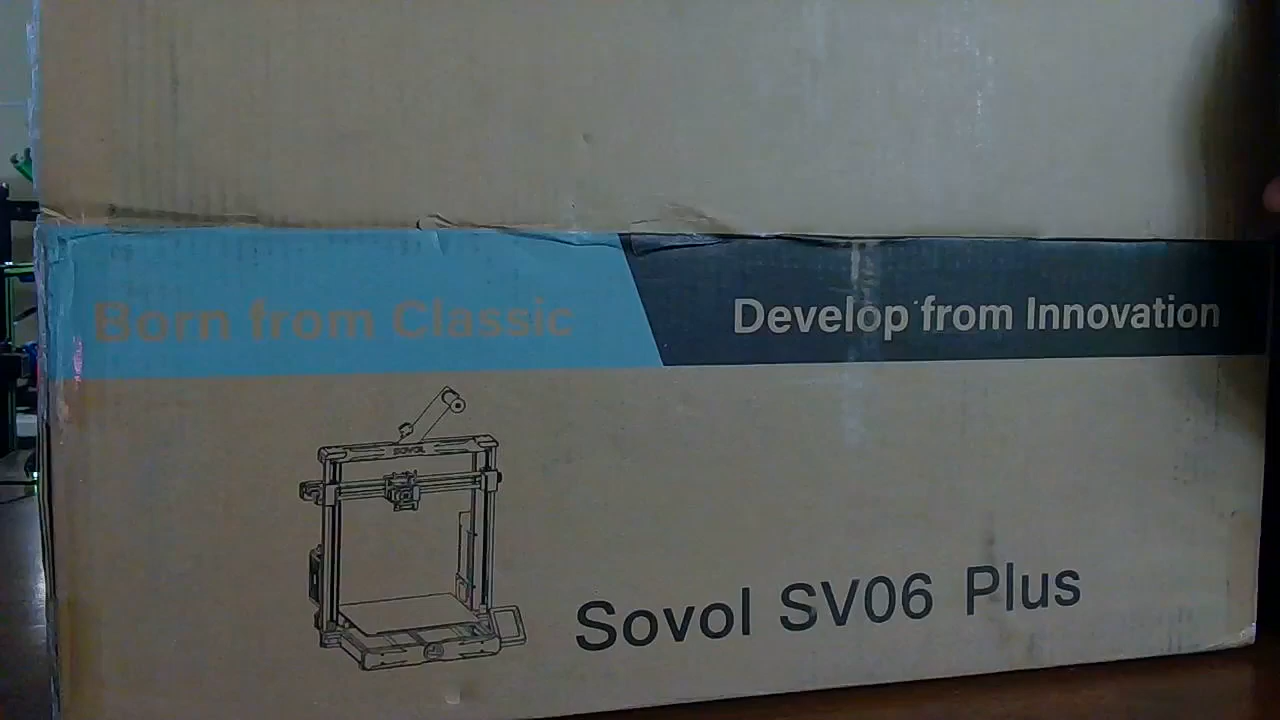 Born from Classic
Develop from Innovation
SOVOL
Sovol SV06 Plus